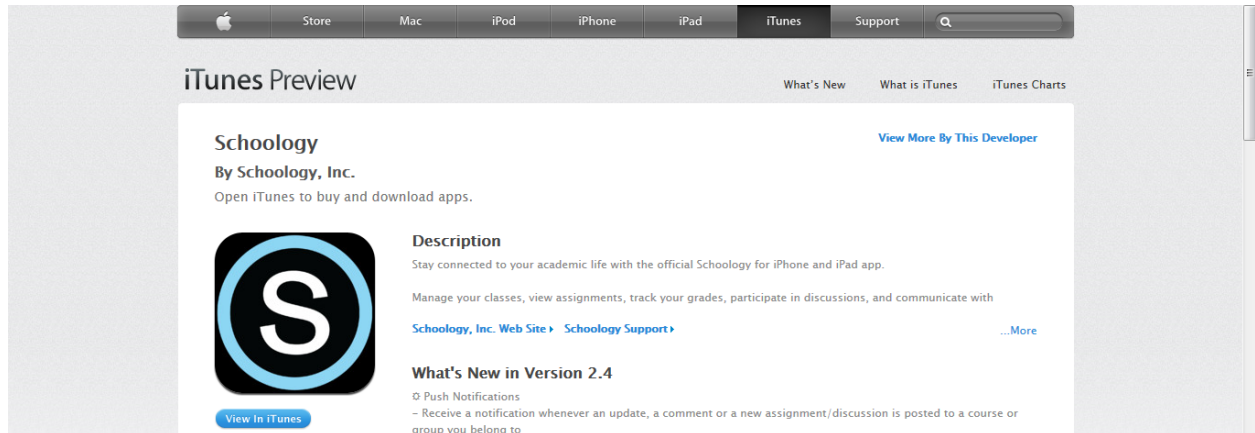 Store Mac iPod iPhone iPad iTunes Support
iTunes Preview
What's New What is iTunes iTunes Charts
Schoology
View More By This Developer
By Schoology, Inc.
Open iTunes to buy and download apps.
S
Description
Stay connected to your academic life with the official Schoology for iPhone and iPad app.
Manage your classes, view assignments, track your grades, participate in discussions, and communicate with
Schoology, Inc. Web Site Schoology Support ...More
What's New in Version 2.4
Push Notifications
– Receive a notification whenever an update, a comment or a new assignment/discussion is posted to a course or
group you belong to
View In iTunes